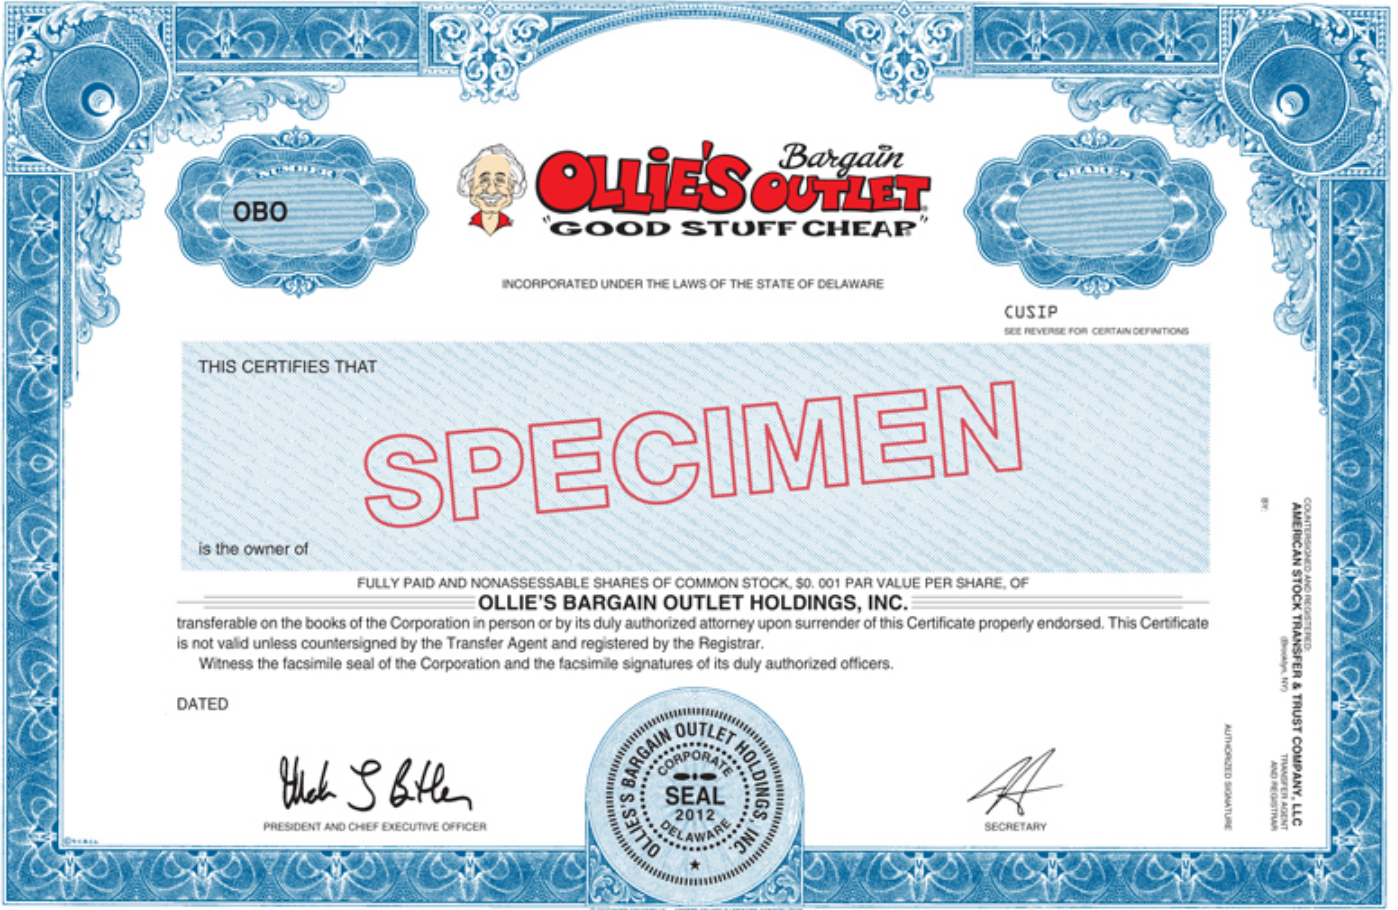 NUMBER
OBO
OLLIE'S Bargain OUTLET
"GOOD STUFF CHEAP"
SHARES
INCORPORATED UNDER THE LAWS OF THE STATE OF DELAWARE
CUSIP
SEE REVERSE FOR CERTAIN DEFINITIONS
THIS CERTIFIES THAT
SPECIMEN
is the owner of
FULLY PAID AND NONASSESSABLE SHARES OF COMMON STOCK, $0. 001 PAR VALUE PER SHARE, OF
OLLIE'S BARGAIN OUTLET HOLDINGS, INC.
transferable on the books of the Corporation in person or by its duly authorized attorney upon surrender of this Certificate properly endorsed. This Certificate
is not valid unless countersigned by the Transfer Agent and registered by the Registrar.
Witness the facsimile seal of the Corporation and the facsimile signatures of its duly authorized officers.
DATED
PRESIDENT AND CHIEF EXECUTIVE OFFICER
OLLIES'S BARGAIN OUTLET HOLDINGS, INC.
CORPORATE
SEAL
2012
DELAWARE
SECRETARY
COUNTERSIGNED AND REGISTERED:
AMERICAN STOCK TRANSFER & TRUST COMPANY, LLC
(Brooklyn, NY)
TRANSFER AGENT
AND REGISTRAR
BY:
AUTHORIZED SIGNATURE